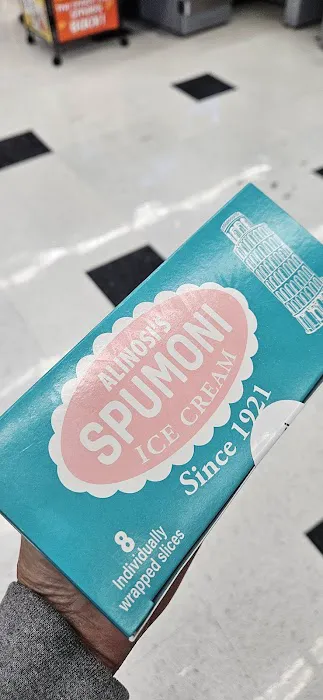 ALINOSI'S
SPUMONI
ICE CREAM
Since 1921
8
Individually
wrapped slices